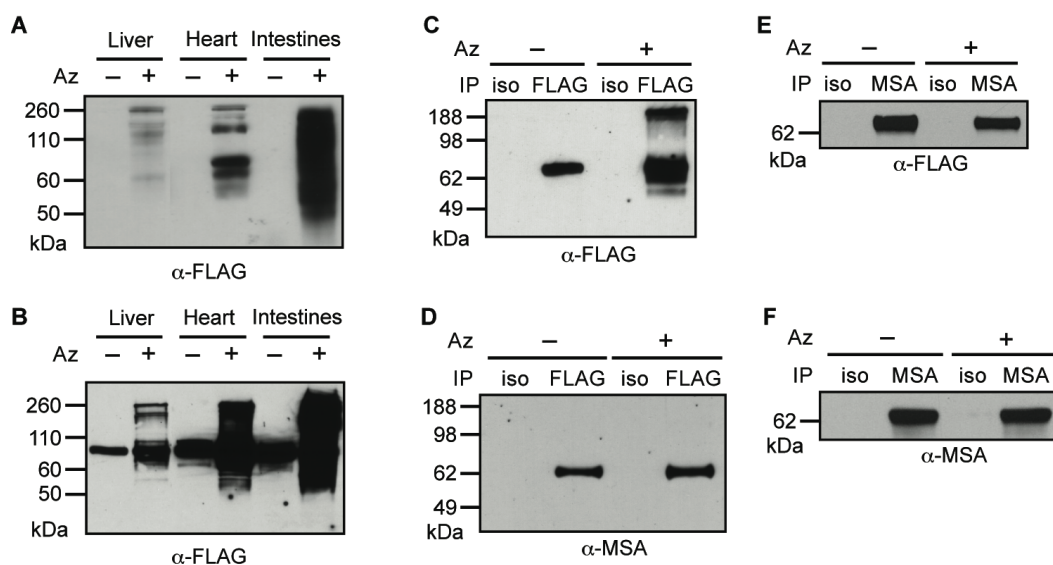 A
Liver Heart Intestines
Az – + – + – +
260
110
60
50
kDa
α-FLAG
B
Liver Heart Intestines
Az – + – + – +
260
110
60
50
kDa
α-FLAG
C
Az – +
IP iso FLAG iso FLAG
188
98
62
49
kDa
α-FLAG
D
Az – +
IP iso FLAG iso FLAG
188
98
62
49
kDa
α-MSA
E
Az – +
IP iso MSA iso MSA
62
kDa
α-FLAG
F
Az – +
IP iso MSA iso MSA
62
kDa
α-MSA